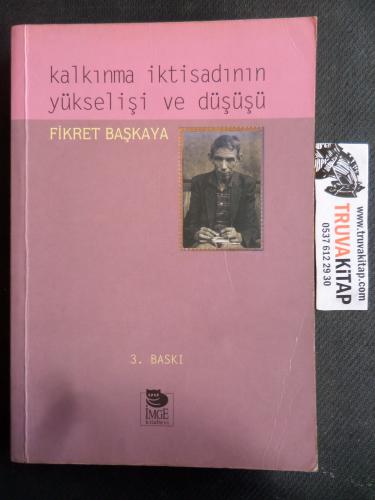 kalkınma iktisadının
yükselişi ve düşüşü
FİKRET BAŞKAYA
3. BASKI
İMGE
kitabevi
www.truvakitap.com
TRUVAKİTAP
0537 612 29 30